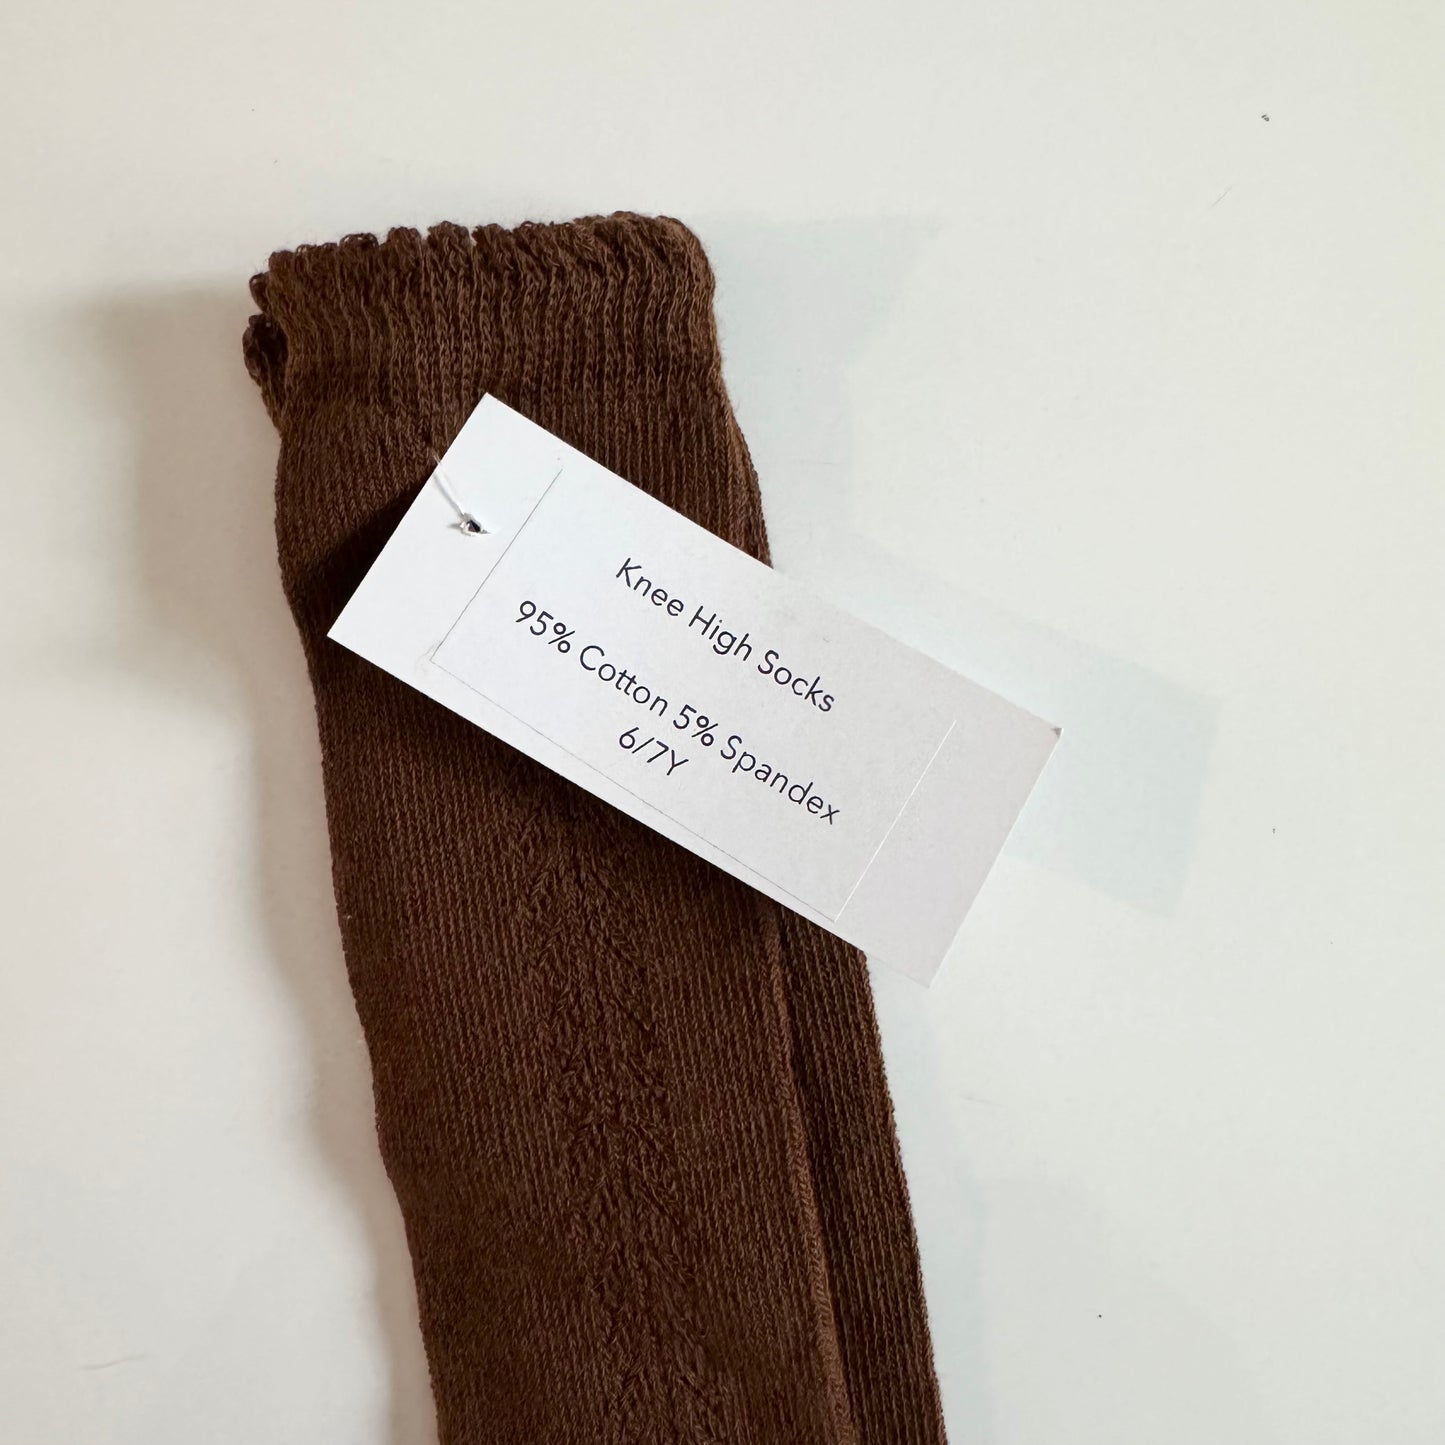 Knee High Socks
95% Cotton 5% Spandex
6/7Y